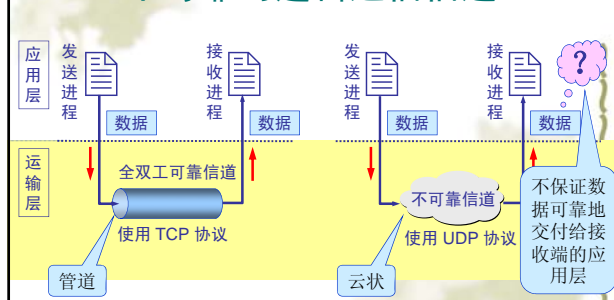 应用层
发送进程
接收进程
数据
数据
运输层
全双工可靠信道
使用 TCP 协议
管道
发送进程
接收进程
?
数据
数据
不可靠信道
使用 UDP 协议
云状
不保证数
据可靠地
交付给接
收端的应
用层